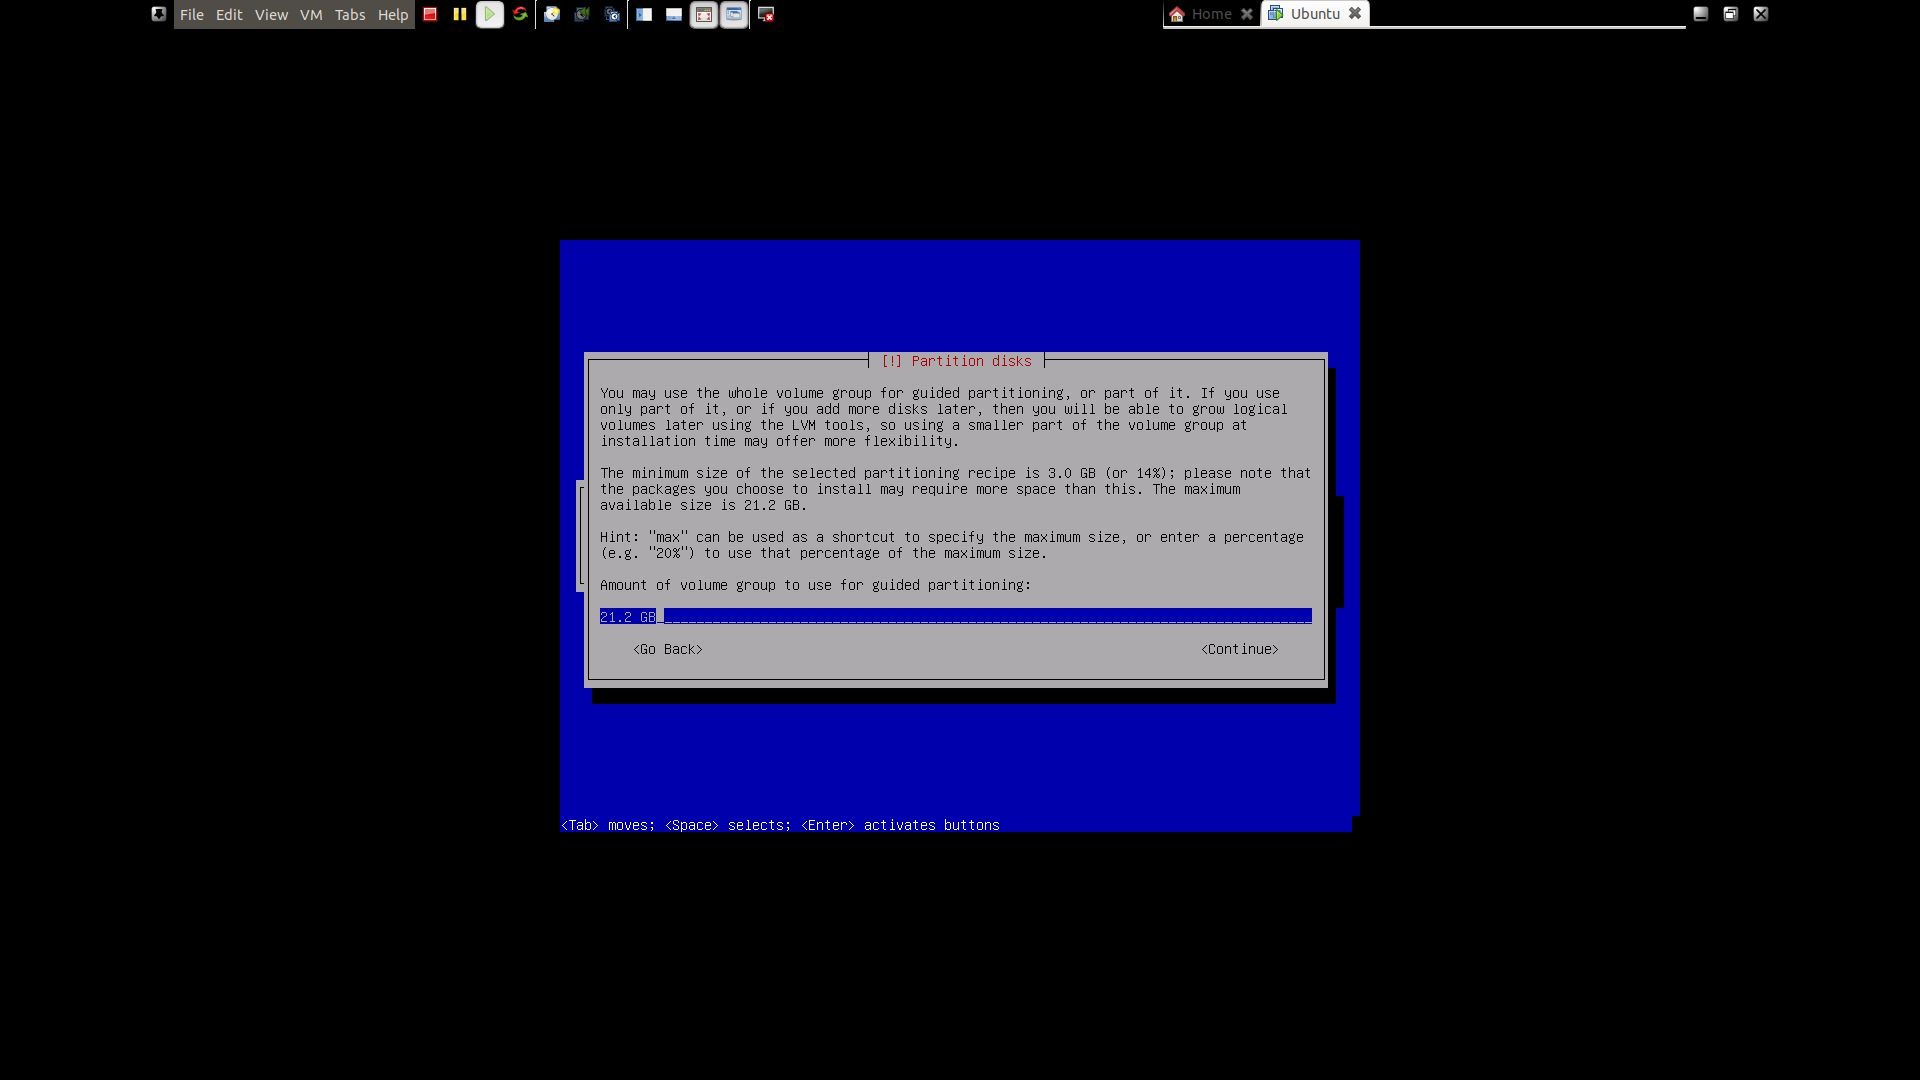 File Edit View VM Tabs Help
Home Ubuntu
[!] Partition disks
You may use the whole volume group for guided partitioning, or part of it. If you use
only part of it, or if you add more disks later, then you will be able to grow logical
volumes later using the LVM tools, so using a smaller part of the volume group at
installation time may offer more flexibility.
The minimum size of the selected partitioning recipe is 3.0 GB (or 14%); please note that
the packages you choose to install may require more space than this. The maximum
available size is 21.2 GB.
Hint: "max" can be used as a shortcut to specify the maximum size, or enter a percentage
(e.g. "20%") to use that percentage of the maximum size.
Amount of volume group to use for guided partitioning:
21.2 GB
<Go Back> <Continue>
<Tab> moves; <Space> selects; <Enter> activates buttons